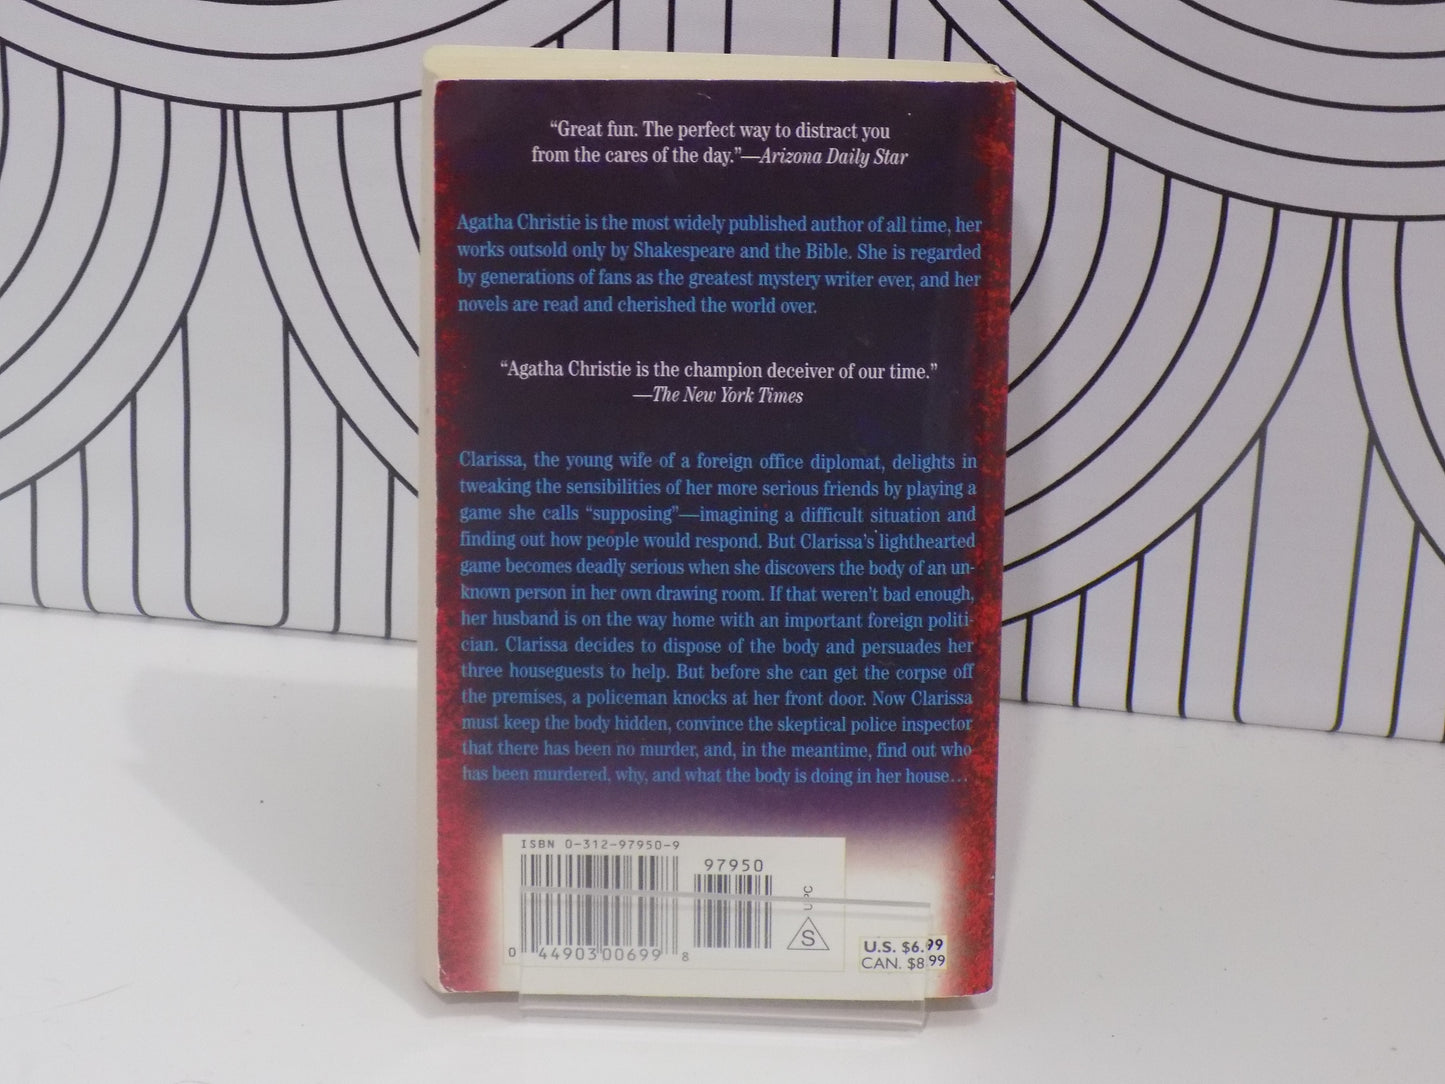 “Great fun. The perfect way to distract you
from the cares of the day.”—Arizona Daily Star
Agatha Christie is the most widely published author of all time, her
works outsold only by Shakespeare and the Bible. She is regarded
by generations of fans as the greatest mystery writer ever, and her
novels are read and cherished the world over.
“Agatha Christie is the champion deceiver of our time.”
—The New York Times
Clarissa, the young wife of a foreign office diplomat, delights in
tweaking the sensibilities of her more serious friends by playing a
game she calls “supposing”—imagining a difficult situation and
finding out how people would respond. But Clarissa’s lighthearted
game becomes deadly serious when she discovers the body of an un-
known person in her own drawing room. If that weren’t bad enough,
her husband is on the way home with an important foreign politi-
cian. Clarissa decides to dispose of the body and persuades her
three houseguests to help. But before she can get the corpse off
the premises, a policeman knocks at her front door. Now Clarissa
must keep the body hidden, convince the skeptical police inspector
that there has been no murder, and, in the meantime, find out who
has been murdered, why, and what the body is doing in her house…
ISBN 0-312-97950-9
97950
UPC
S
0 44903 00699 8
U.S. $6.99
CAN. $8.99